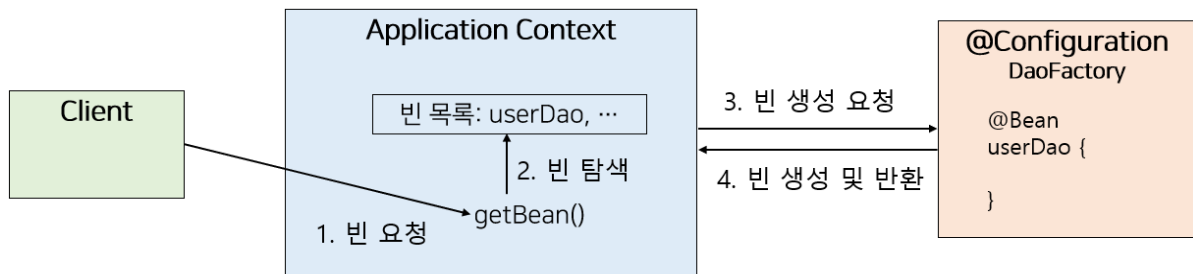 Client
Application Context
빈 목록: userDao, …
2. 빈 탐색
getBean()
1. 빈 요청
3. 빈 생성 요청
4. 빈 생성 및 반환
@Configuration
DaoFactory
@Bean
userDao {
}